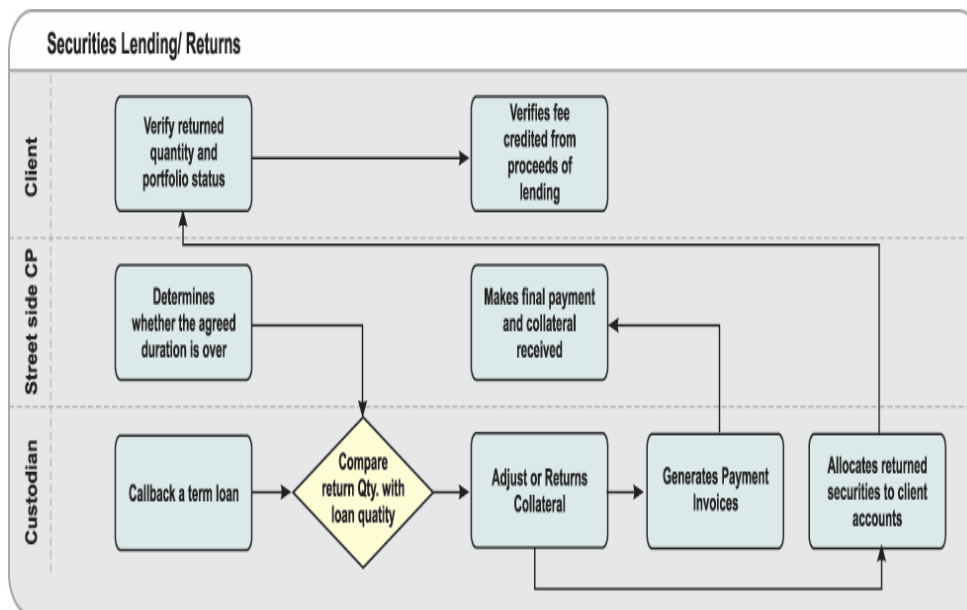 Securities Lending/ Returns
Client
Verify returned
quantity and
portfolio status
Verifies fee
credited from
proceeds of
lending
Street side CP
Determines
whether the agreed
duration is over
Makes final payment
and collateral
received
Custodian
Callback a term loan
Compare
return Qty. with
loan quatity
Adjust or Returns
Collateral
Generates Payment
Invoices
Allocates returned
securities to client
accounts